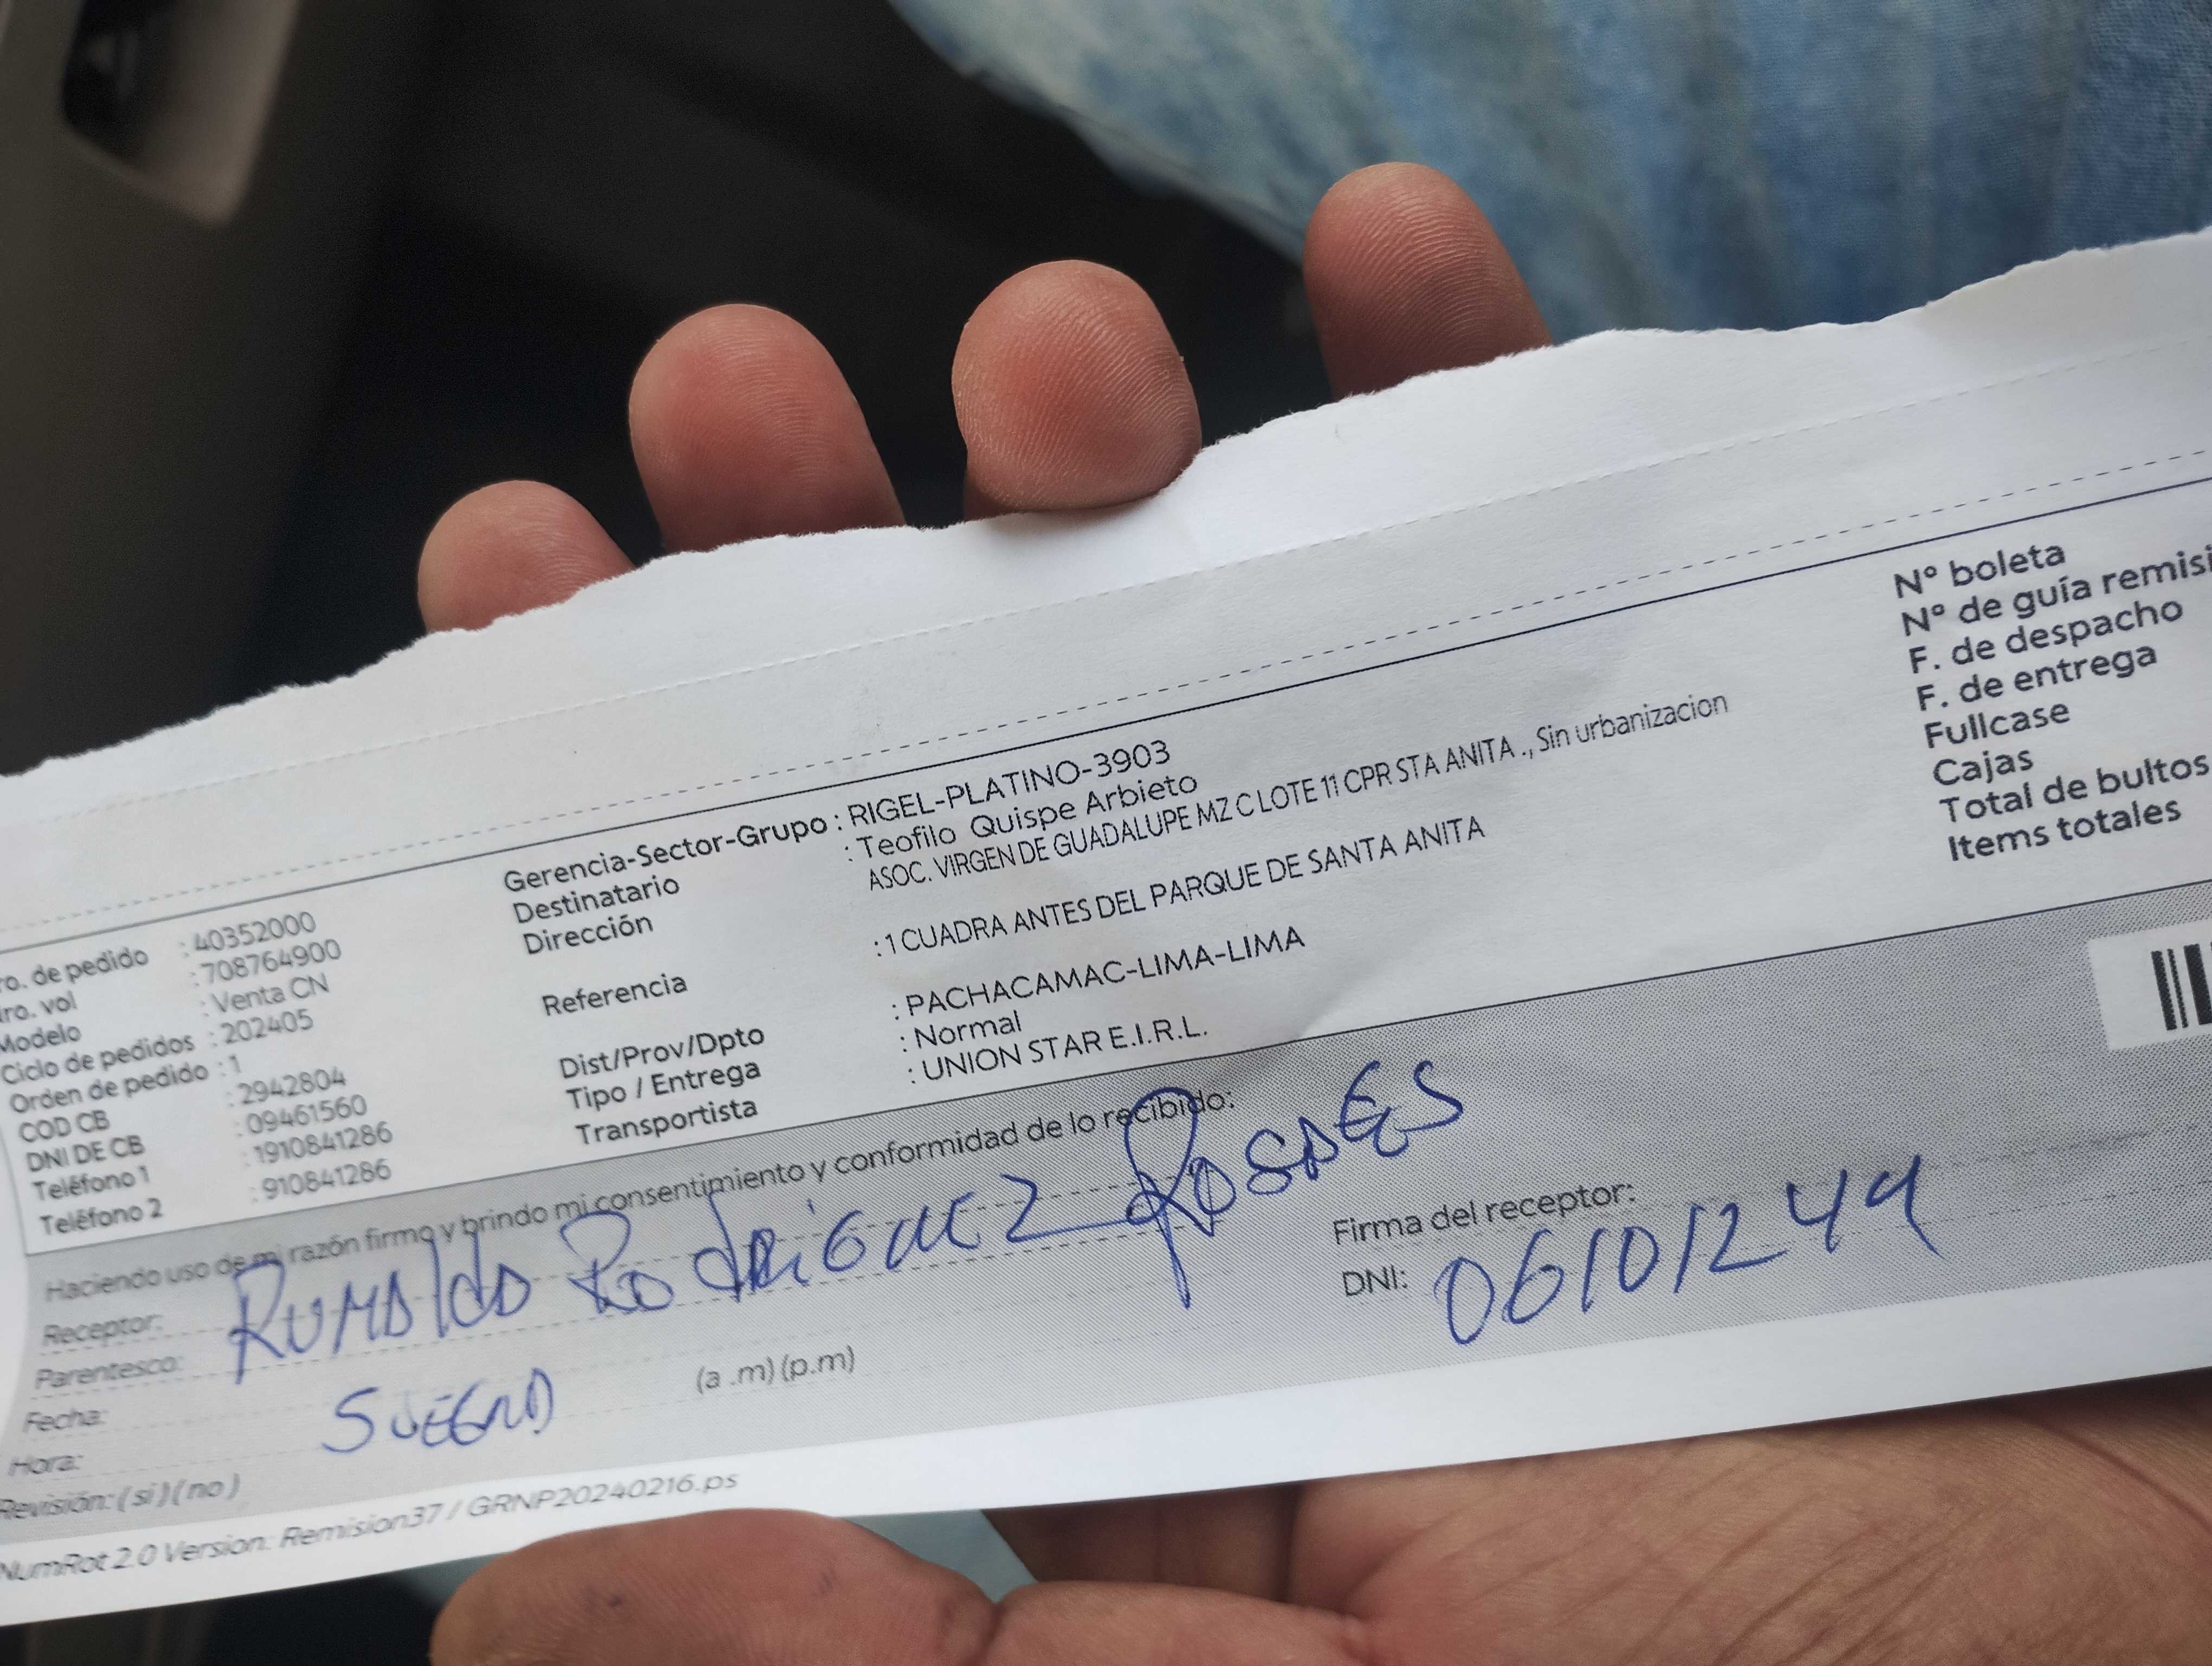 ro. de pedido : 40352000
ro. vol : 708764900
Modelo : Venta CN
Ciclo de pedidos : 202405
Orden de pedido : 1
COD CB : 2942804
DNI DE CB : 09461560
Teléfono 1 : 1910841286
Teléfono 2 : 910841286
Gerencia-Sector-Grupo : RIGEL-PLATINO-3903
Destinatario : Teofilo Quispe Arbieto
Dirección ASOC. VIRGEN DE GUADALUPE MZ C LOTE 11 CPR STA ANITA ., Sin urbanizacion
Referencia : 1 CUADRA ANTES DEL PARQUE DE SANTA ANITA
Dist/Prov/Dpto : PACHACAMAC-LIMA-LIMA
Tipo / Entrega : Normal
Transportista : UNION STAR E.I.R.L.
N° boleta
N° de guía remisi
F. de despacho
F. de entrega
Fullcase
Cajas
Total de bultos
Items totales
Haciendo uso de mi razón firmo y brindo mi consentimiento y conformidad de lo recibido:
Receptor: Rumaldo Rodriguez
Parentesco: SUEGRO
Fecha:
Hora: (a .m) (p.m)
Revisión: ( si ) ( no )
Firma del receptor:
DNI: 06101244
NumRot 2.0 Version: Remision37 / GRNP20240216.ps